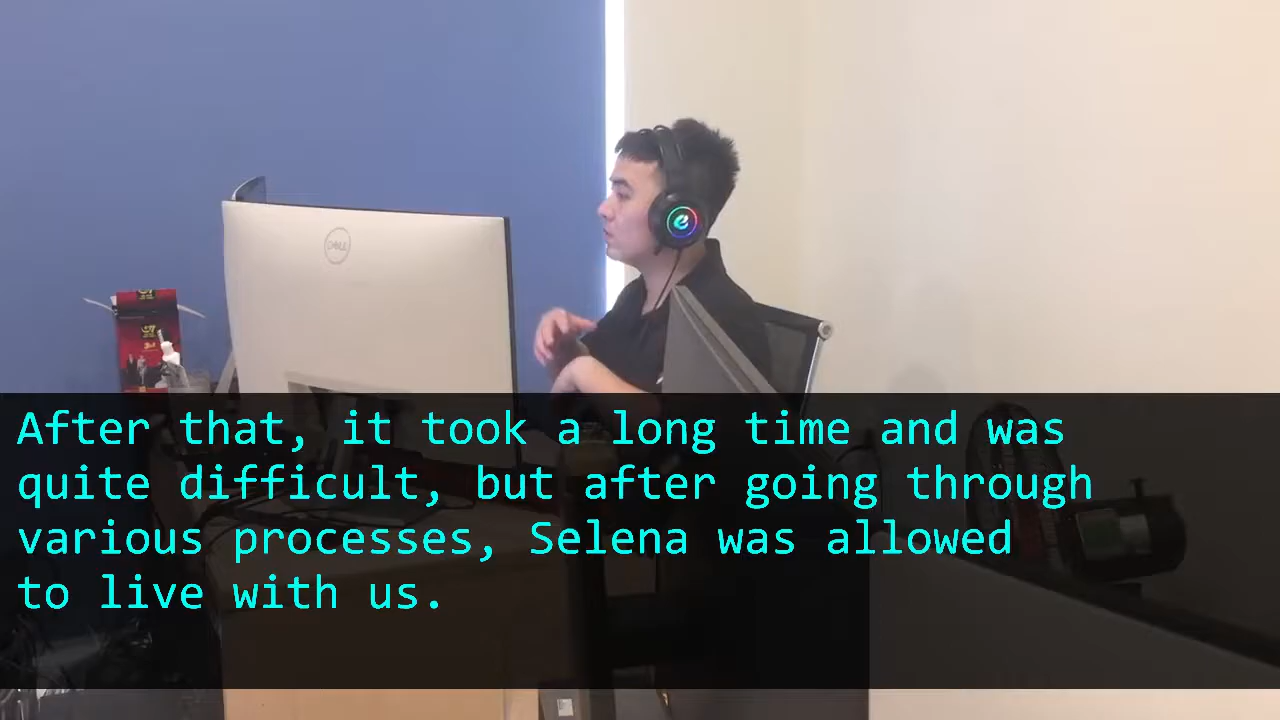 DELL
After that, it took a long time and was
quite difficult, but after going through
various processes, Selena was allowed
to live with us.